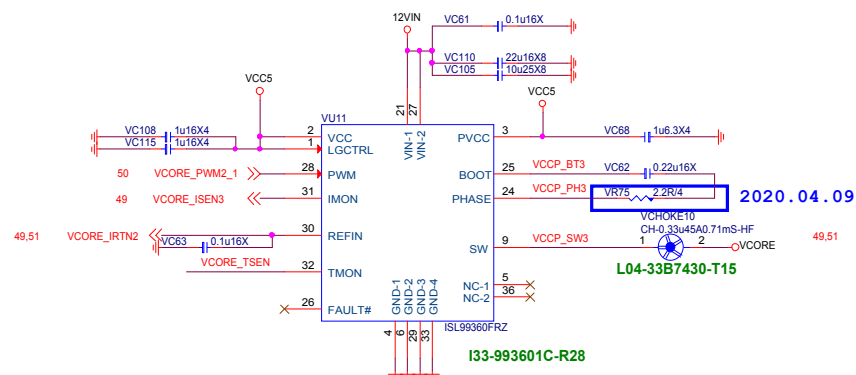 12VIN
VC61 0.1u16X
VC110 22u16X8
VC105 10u25X8
VCC5
VCC5
VU11
21
27
VC108 1u16X4
VC115 1u16X4
2 VCC
1 LGCTRL
VIN-1
VIN-2
PVCC 3
VC68 1u6.3X4
50 VCORE_PWM2_1 28 PWM
BOOT 25 VCCP_BT3 VC62 0.22u16X
49 VCORE_ISEN3 31 IMON
PHASE 24 VCCP_PH3 VR75 2.2R/4 2020.04.09
VCHOKE10
CH-0.33u45A0.71mS-HF
49,51 VCORE_IRTN2 30 REFIN
VC63 0.1u16X
SW 9 VCCP_SW3 1 2 VCORE 49,51
L04-33B7430-T15
VCORE_TSEN
32 TMON
NC-1 5
NC-2 36
26 FAULT#
GND-1
GND-2
GND-3
GND-4
ISL99360FRZ
4
6
29
33
I33-993601C-R28